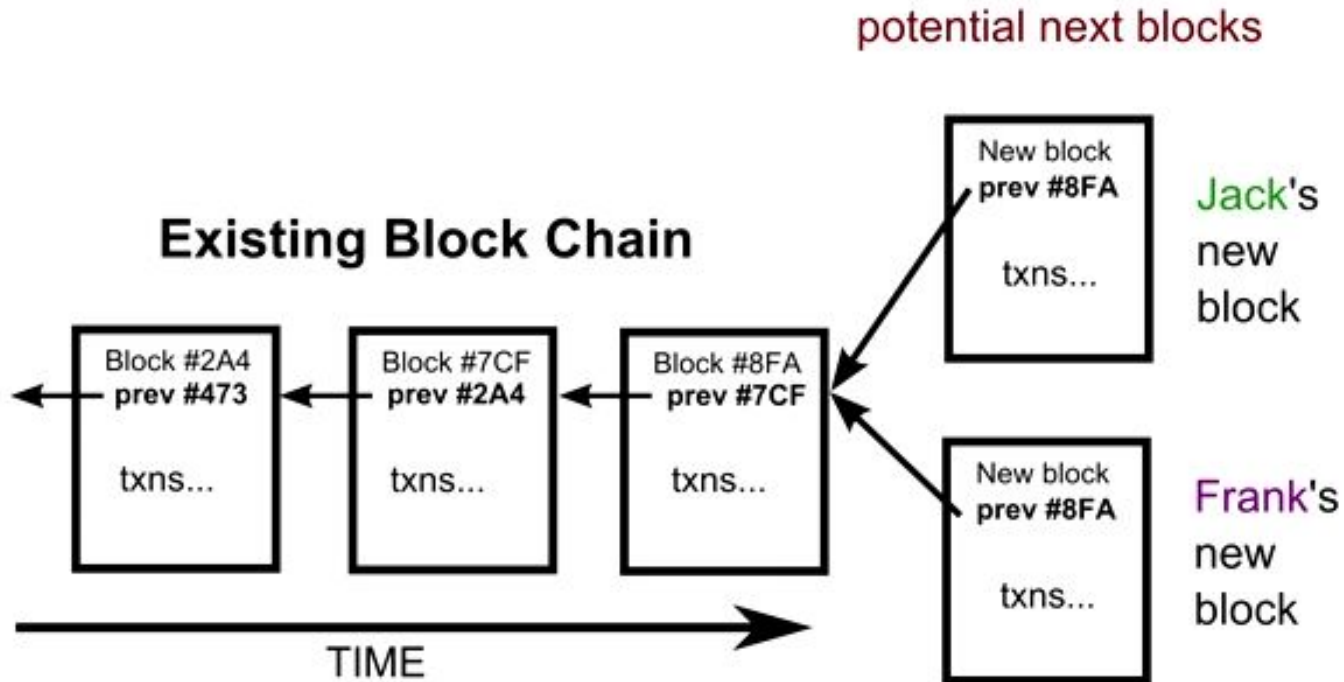 potential next blocks
New block
prev #8FA
txns...
Jack's
new
block
Existing Block Chain
Block #2A4
prev #473
txns...
Block #7CF
prev #2A4
txns...
Block #8FA
prev #7CF
txns...
New block
prev #8FA
txns...
Frank's
new
block
TIME